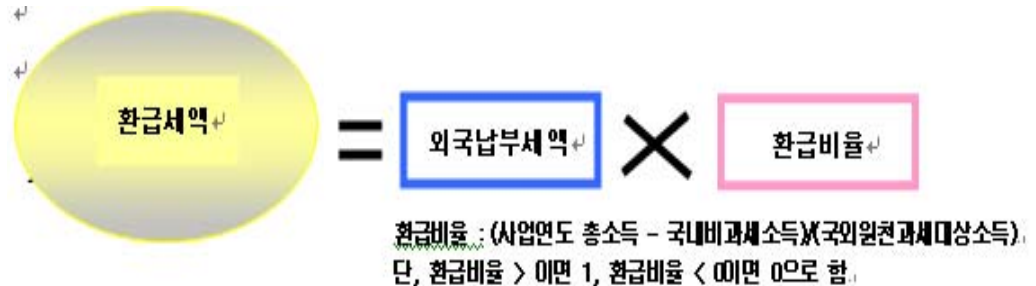 환급세액 = 외국납부세액 × 환급비율
환급비율 : (사업연도 총소득 - 국내비과세소득)/(국외원천과세대상소득)
단, 환급비율 > 0이면 1, 환급비율 < 0이면 0으로 함